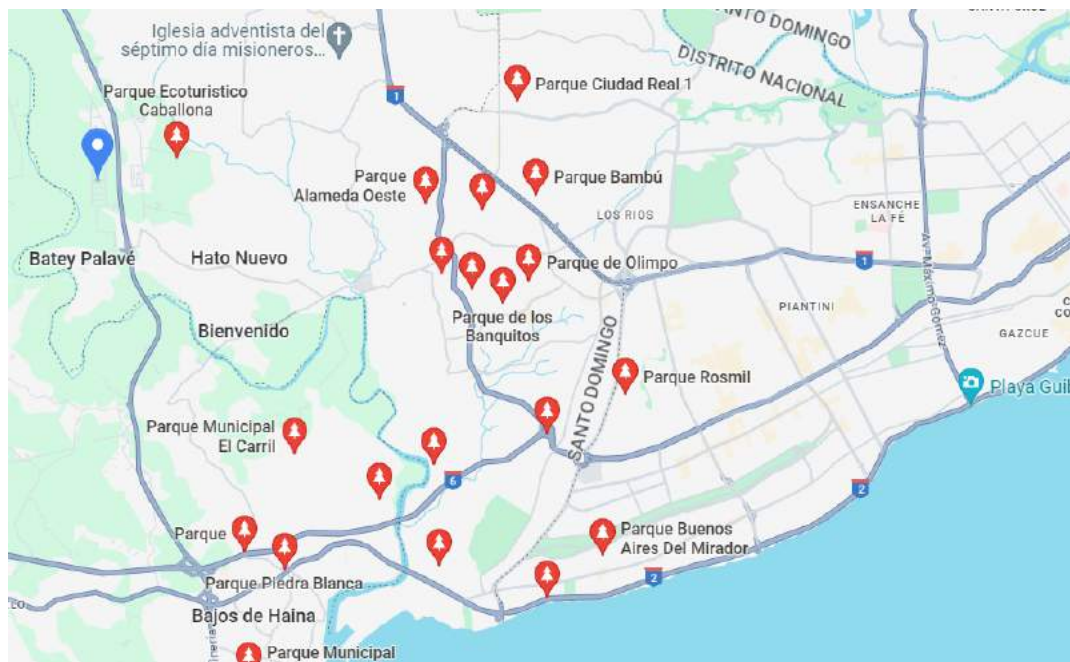 Iglesia adventista del
séptimo día misioneros...
SANTO DOMINGO
DISTRITO NACIONAL
Parque Ciudad Real 1
1
Parque Ecoturistico
Caballona
Parque
Alameda Oeste
Parque Bambú
LOS RIOS
ENSANCHE
LA FÉ
Batey Palavé
Hato Nuevo
Parque de Olimpo
1
Parque de los
Banquitos
Bienvenido
PIANTINI
Av. Máximo Gómez
GAZCUE
SANTO DOMINGO
Parque Rosmil
Playa Guib
Parque Municipal
El Carril
6
2
Parque
Parque Buenos
Aires Del Mirador
Parque Piedra Blanca
2
Bajos de Haina
Parque Municipal